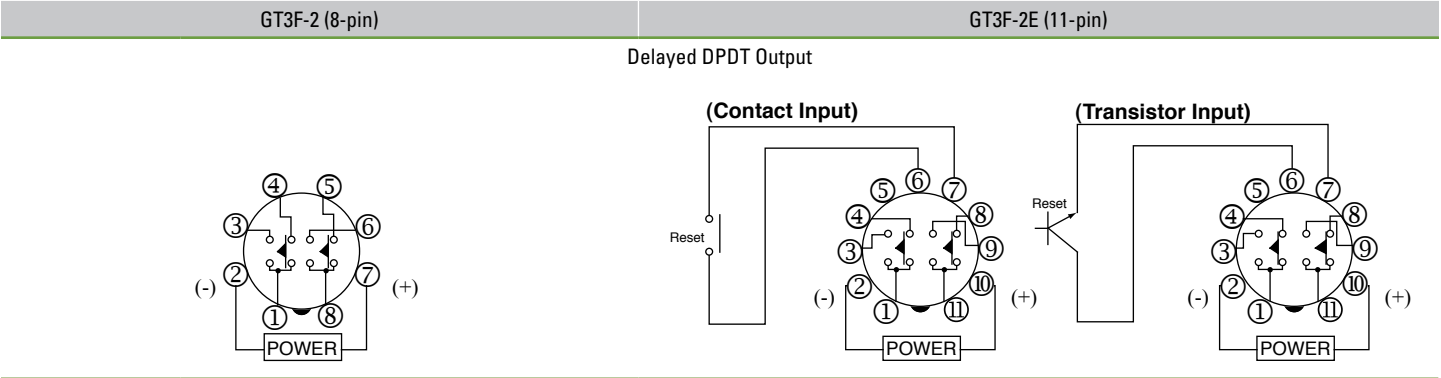 GT3F-2 (8-pin)
GT3F-2E (11-pin)
Delayed DPDT Output
(Contact Input)
(Transistor Input)
④ ⑤
③ ⑥
② ⑦
(-) (+)
① ⑧
POWER
Reset
⑤ ⑥ ⑦
④ ⑧
③ ⑨
② ⑩
(-) (+)
① ⑪
POWER
Reset
⑤ ⑥ ⑦
④ ⑧
③ ⑨
② ⑩
(-) (+)
① ⑪
POWER